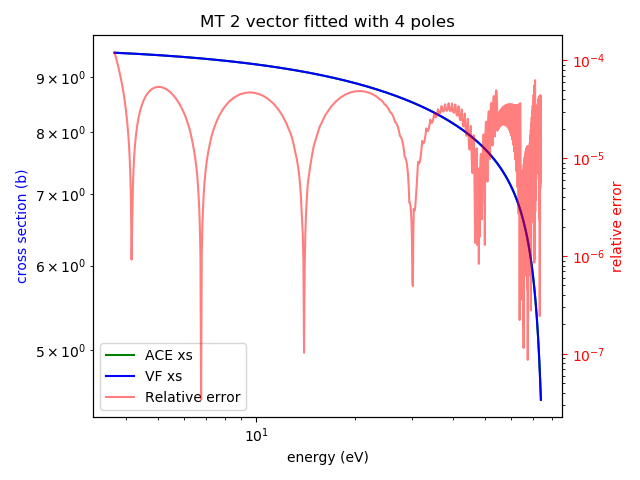 MT 2 vector fitted with 4 poles
cross section (b)
9 × 10⁰
8 × 10⁰
7 × 10⁰
6 × 10⁰
5 × 10⁰
10⁻⁴
10⁻⁵
10⁻⁶
10⁻⁷
relative error
ACE xs
VF xs
Relative error
10¹
energy (eV)